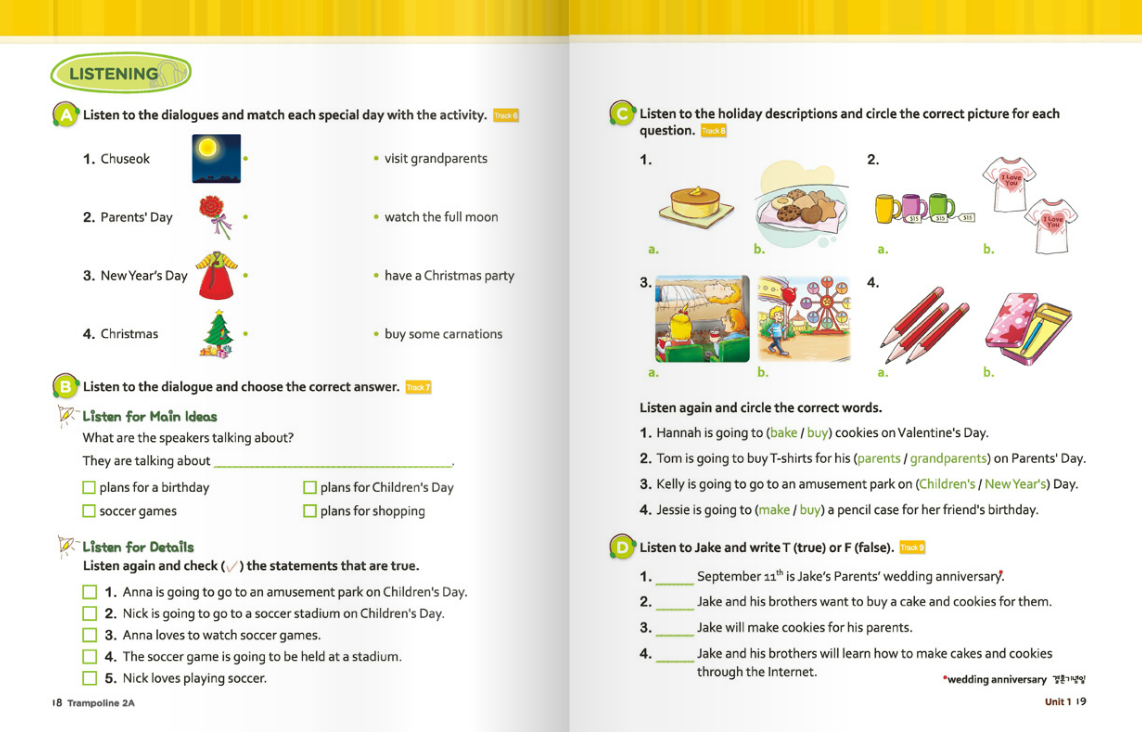 LISTENING
A Listen to the dialogues and match each special day with the activity. Track 6
1. Chuseok
visit grandparents
2. Parents' Day
watch the full moon
3. New Year's Day
have a Christmas party
4. Christmas
buy some carnations
B Listen to the dialogue and choose the correct answer. Track 7
Listen for Main Ideas
What are the speakers talking about?
They are talking about ______________________________.
plans for a birthday
plans for Children's Day
soccer games
plans for shopping
Listen for Details
Listen again and check (✓) the statements that are true.
1. Anna is going to go to an amusement park on Children's Day.
2. Nick is going to go to a soccer stadium on Children's Day.
3. Anna loves to watch soccer games.
4. The soccer game is going to be held at a stadium.
5. Nick loves playing soccer.
18 Trampoline 2A
C Listen to the holiday descriptions and circle the correct picture for each
question. Track 8
1.
2.
I Love
You
I Love
You
$15
$15
$15
a.
b.
a.
b.
3.
4.
a.
b.
a.
b.
Listen again and circle the correct words.
1. Hannah is going to (bake / buy) cookies on Valentine's Day.
2. Tom is going to buy T-shirts for his (parents / grandparents) on Parents' Day.
3. Kelly is going to go to an amusement park on (Children's / New Year's) Day.
4. Jessie is going to (make / buy) a pencil case for her friend's birthday.
D Listen to Jake and write T (true) or F (false). Track 9
1. ______ September 11th is Jake's Parents' wedding anniversary*.
2. ______ Jake and his brothers want to buy a cake and cookies for them.
3. ______ Jake will make cookies for his parents.
4. ______ Jake and his brothers will learn how to make cakes and cookies
through the Internet.
*wedding anniversary 결혼기념일
Unit 1 19